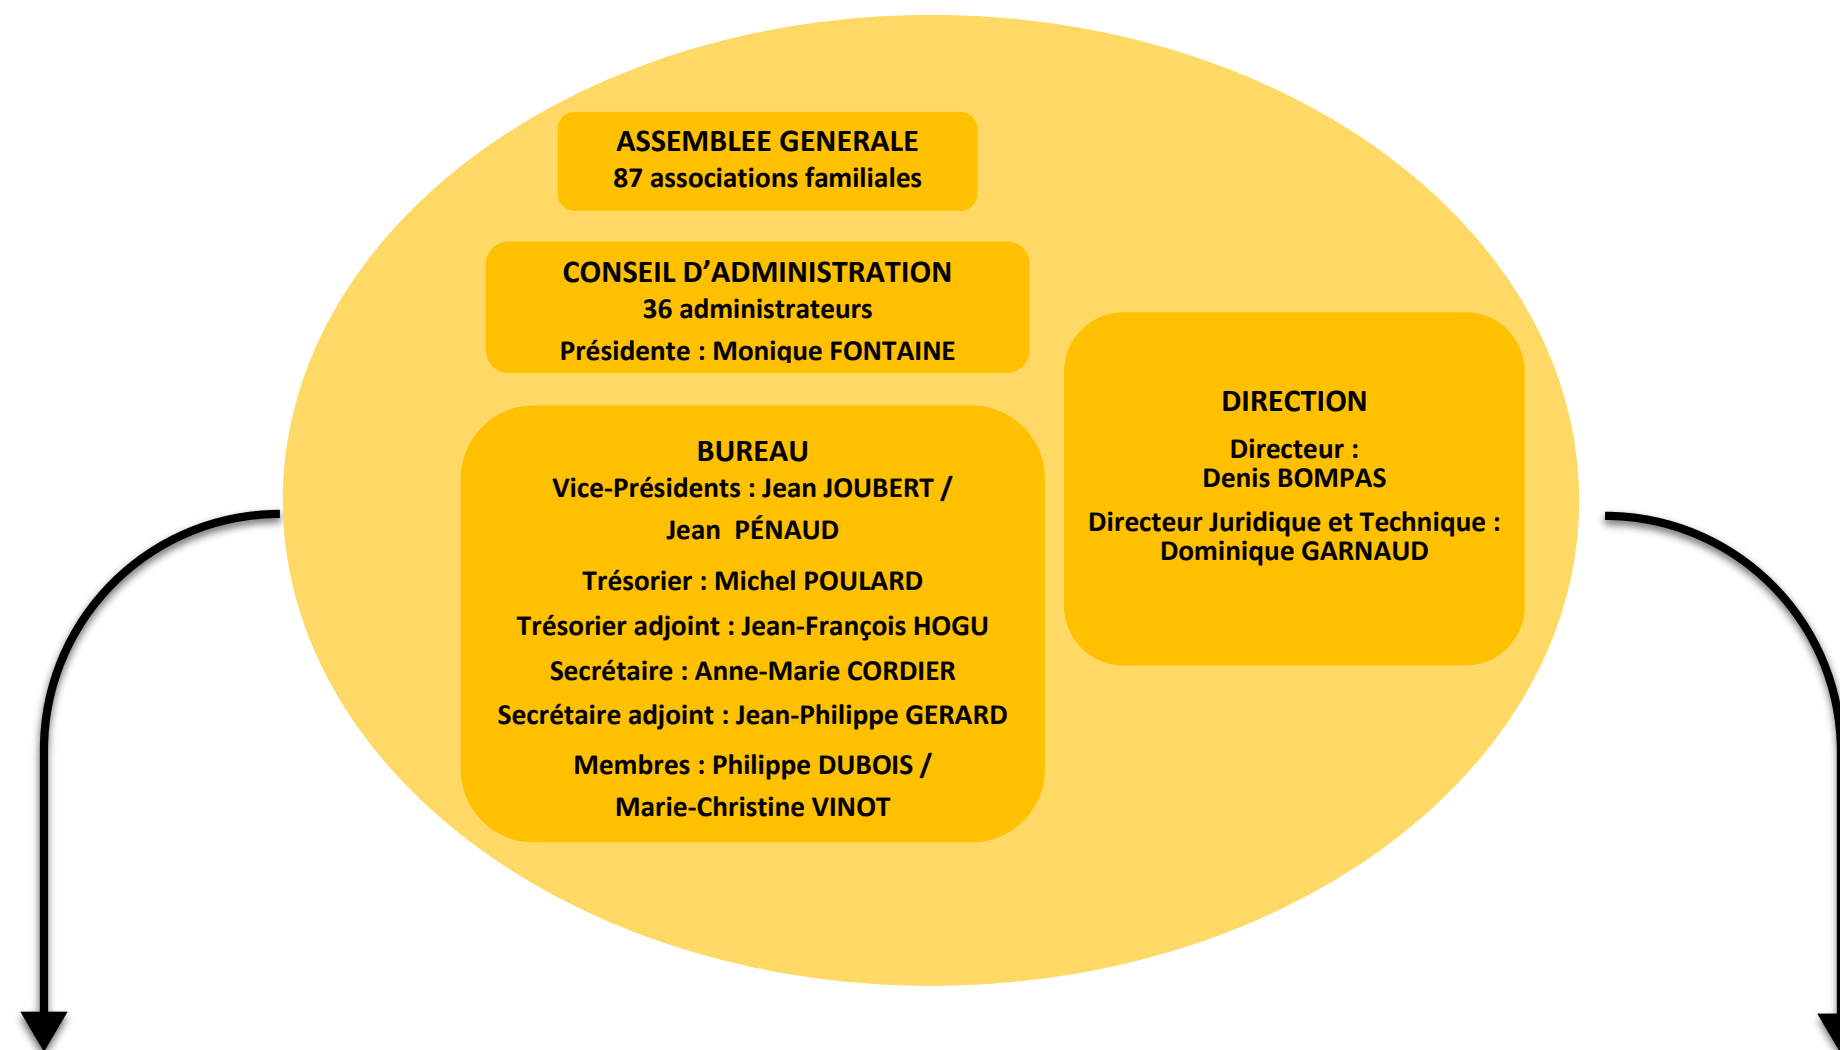 ASSEMBLEE GENERALE
87 associations familiales
CONSEIL D’ADMINISTRATION
36 administrateurs
Présidente : Monique FONTAINE
BUREAU
Vice-Présidents : Jean JOUBERT /
Jean  PÉNAUD
Trésorier : Michel POULARD
Trésorier adjoint : Jean-François HOGU
Secrétaire : Anne-Marie CORDIER
Secrétaire adjoint : Jean-Philippe GERARD
Membres : Philippe DUBOIS /
Marie-Christine VINOT
DIRECTION
Directeur :
Denis BOMPAS
Directeur Juridique et Technique :
Dominique GARNAUD